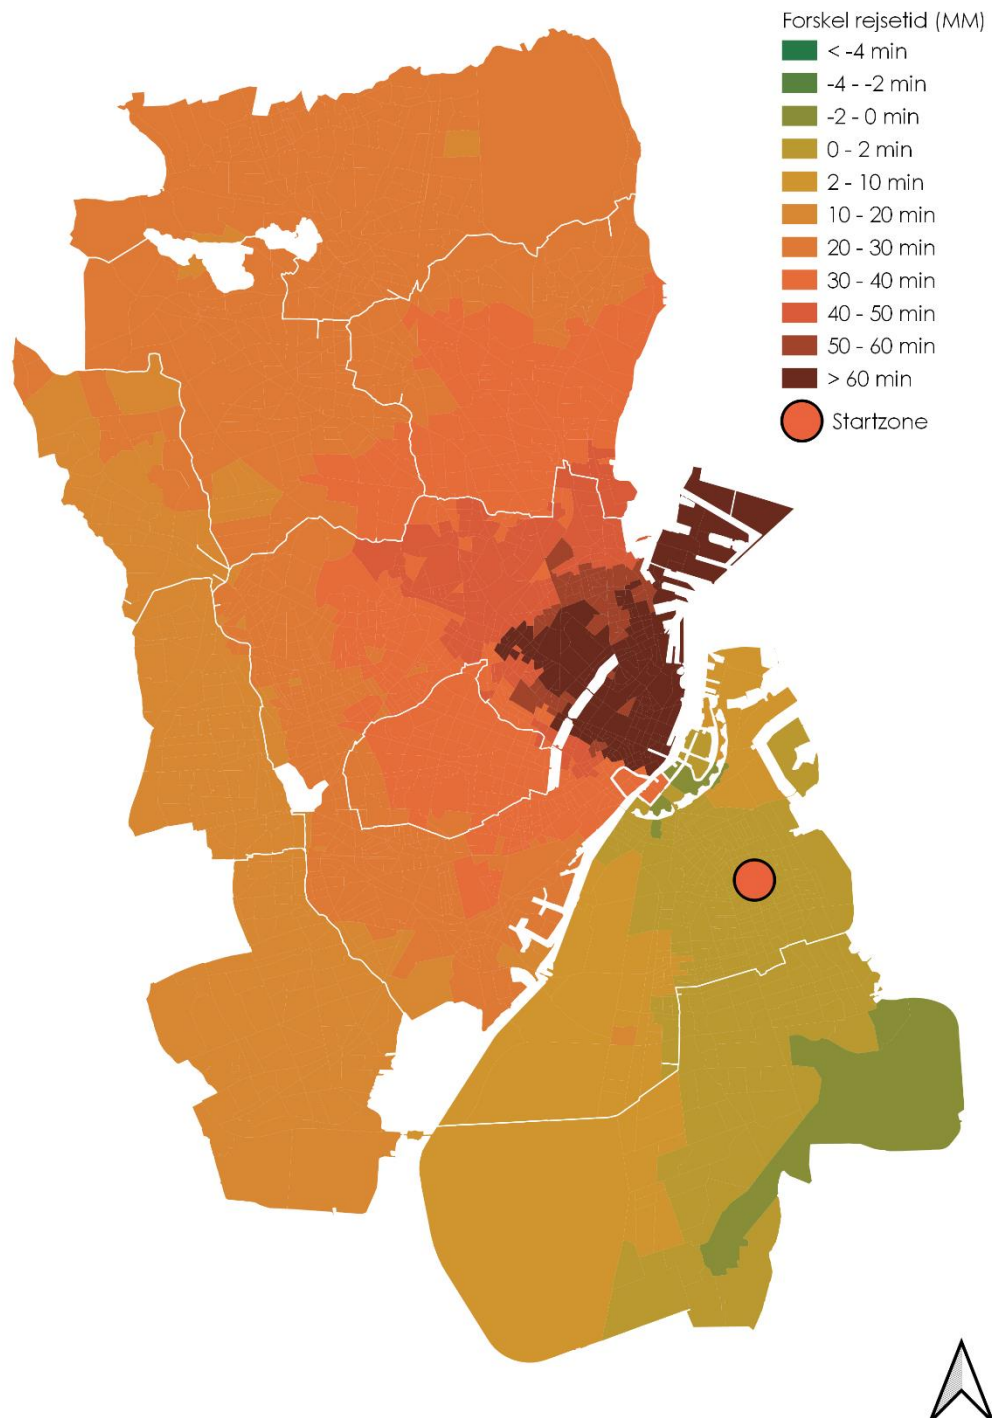 Forskel rejsetid (MM)
< -4 min
-4 - -2 min
-2 - 0 min
0 - 2 min
2 - 10 min
10 - 20 min
20 - 30 min
30 - 40 min
40 - 50 min
50 - 60 min
> 60 min
Startzone